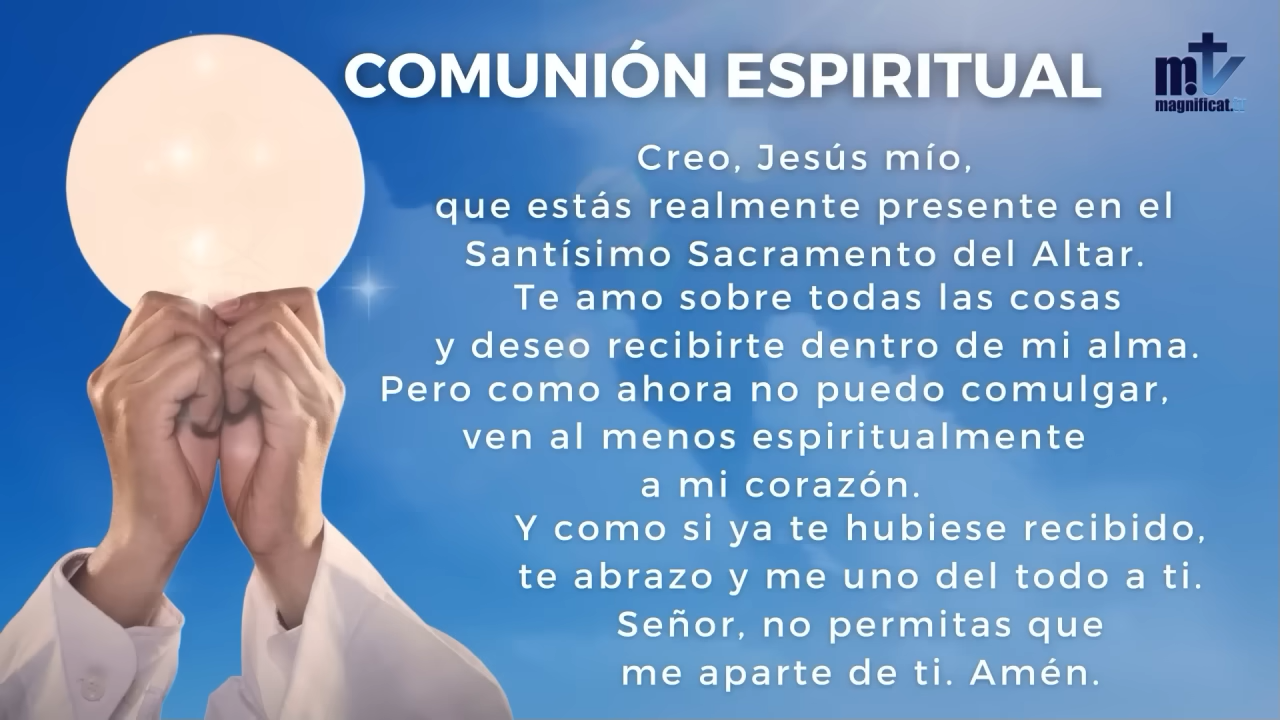 COMUNIÓN ESPIRITUAL
m.tv
magnificat.tv
Creo, Jesús mío,
que estás realmente presente en el
Santísimo Sacramento del Altar.
Te amo sobre todas las cosas
y deseo recibirte dentro de mi alma.
Pero como ahora no puedo comulgar,
ven al menos espiritualmente
a mi corazón.
Y como si ya te hubiese recibido,
te abrazo y me uno del todo a ti.
Señor, no permitas que
me aparte de ti. Amén.